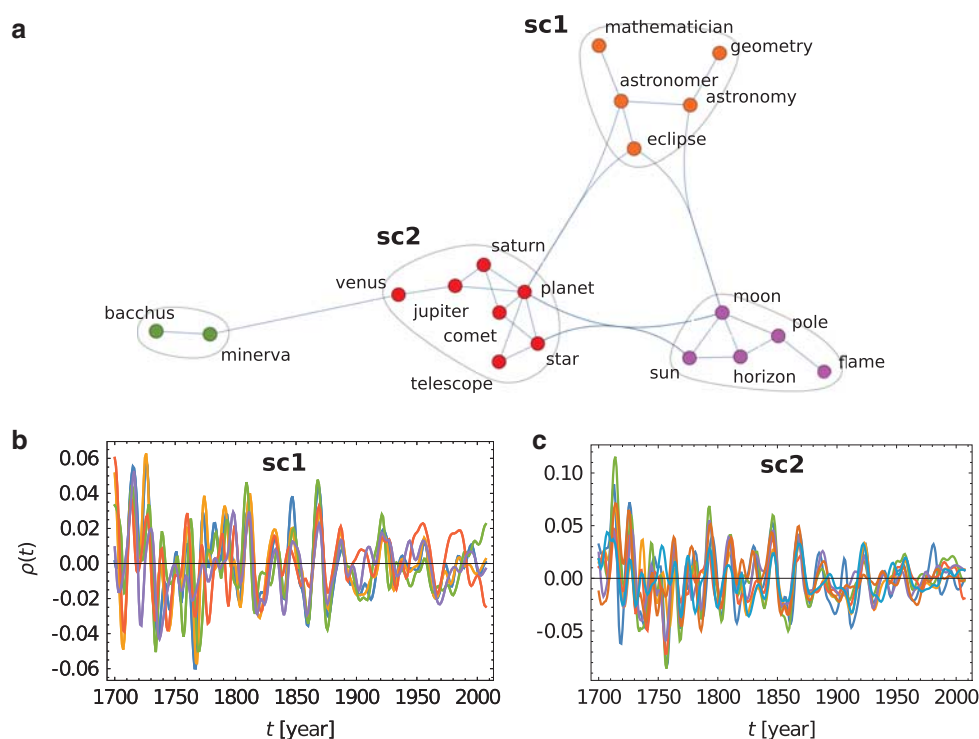 a
sc1
mathematician
geometry
astronomer
astronomy
eclipse
sc2
saturn
venus
planet
jupiter
moon
bacchus
comet
pole
minerva
star
sun
flame
telescope
horizon
b
sc1
0.06
0.04
0.02
0.00
-0.02
-0.04
-0.06
ρ(t)
1700 1750 1800 1850 1900 1950 2000
t [year]
c
sc2
0.10
0.05
0.00
-0.05
1700 1750 1800 1850 1900 1950 2000
t [year]